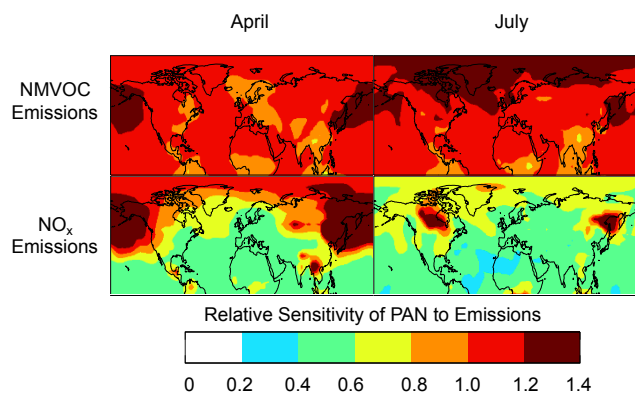 April July
NMVOC
Emissions
NOx
Emissions
Relative Sensitivity of PAN to Emissions
0 0.2 0.4 0.6 0.8 1.0 1.2 1.4